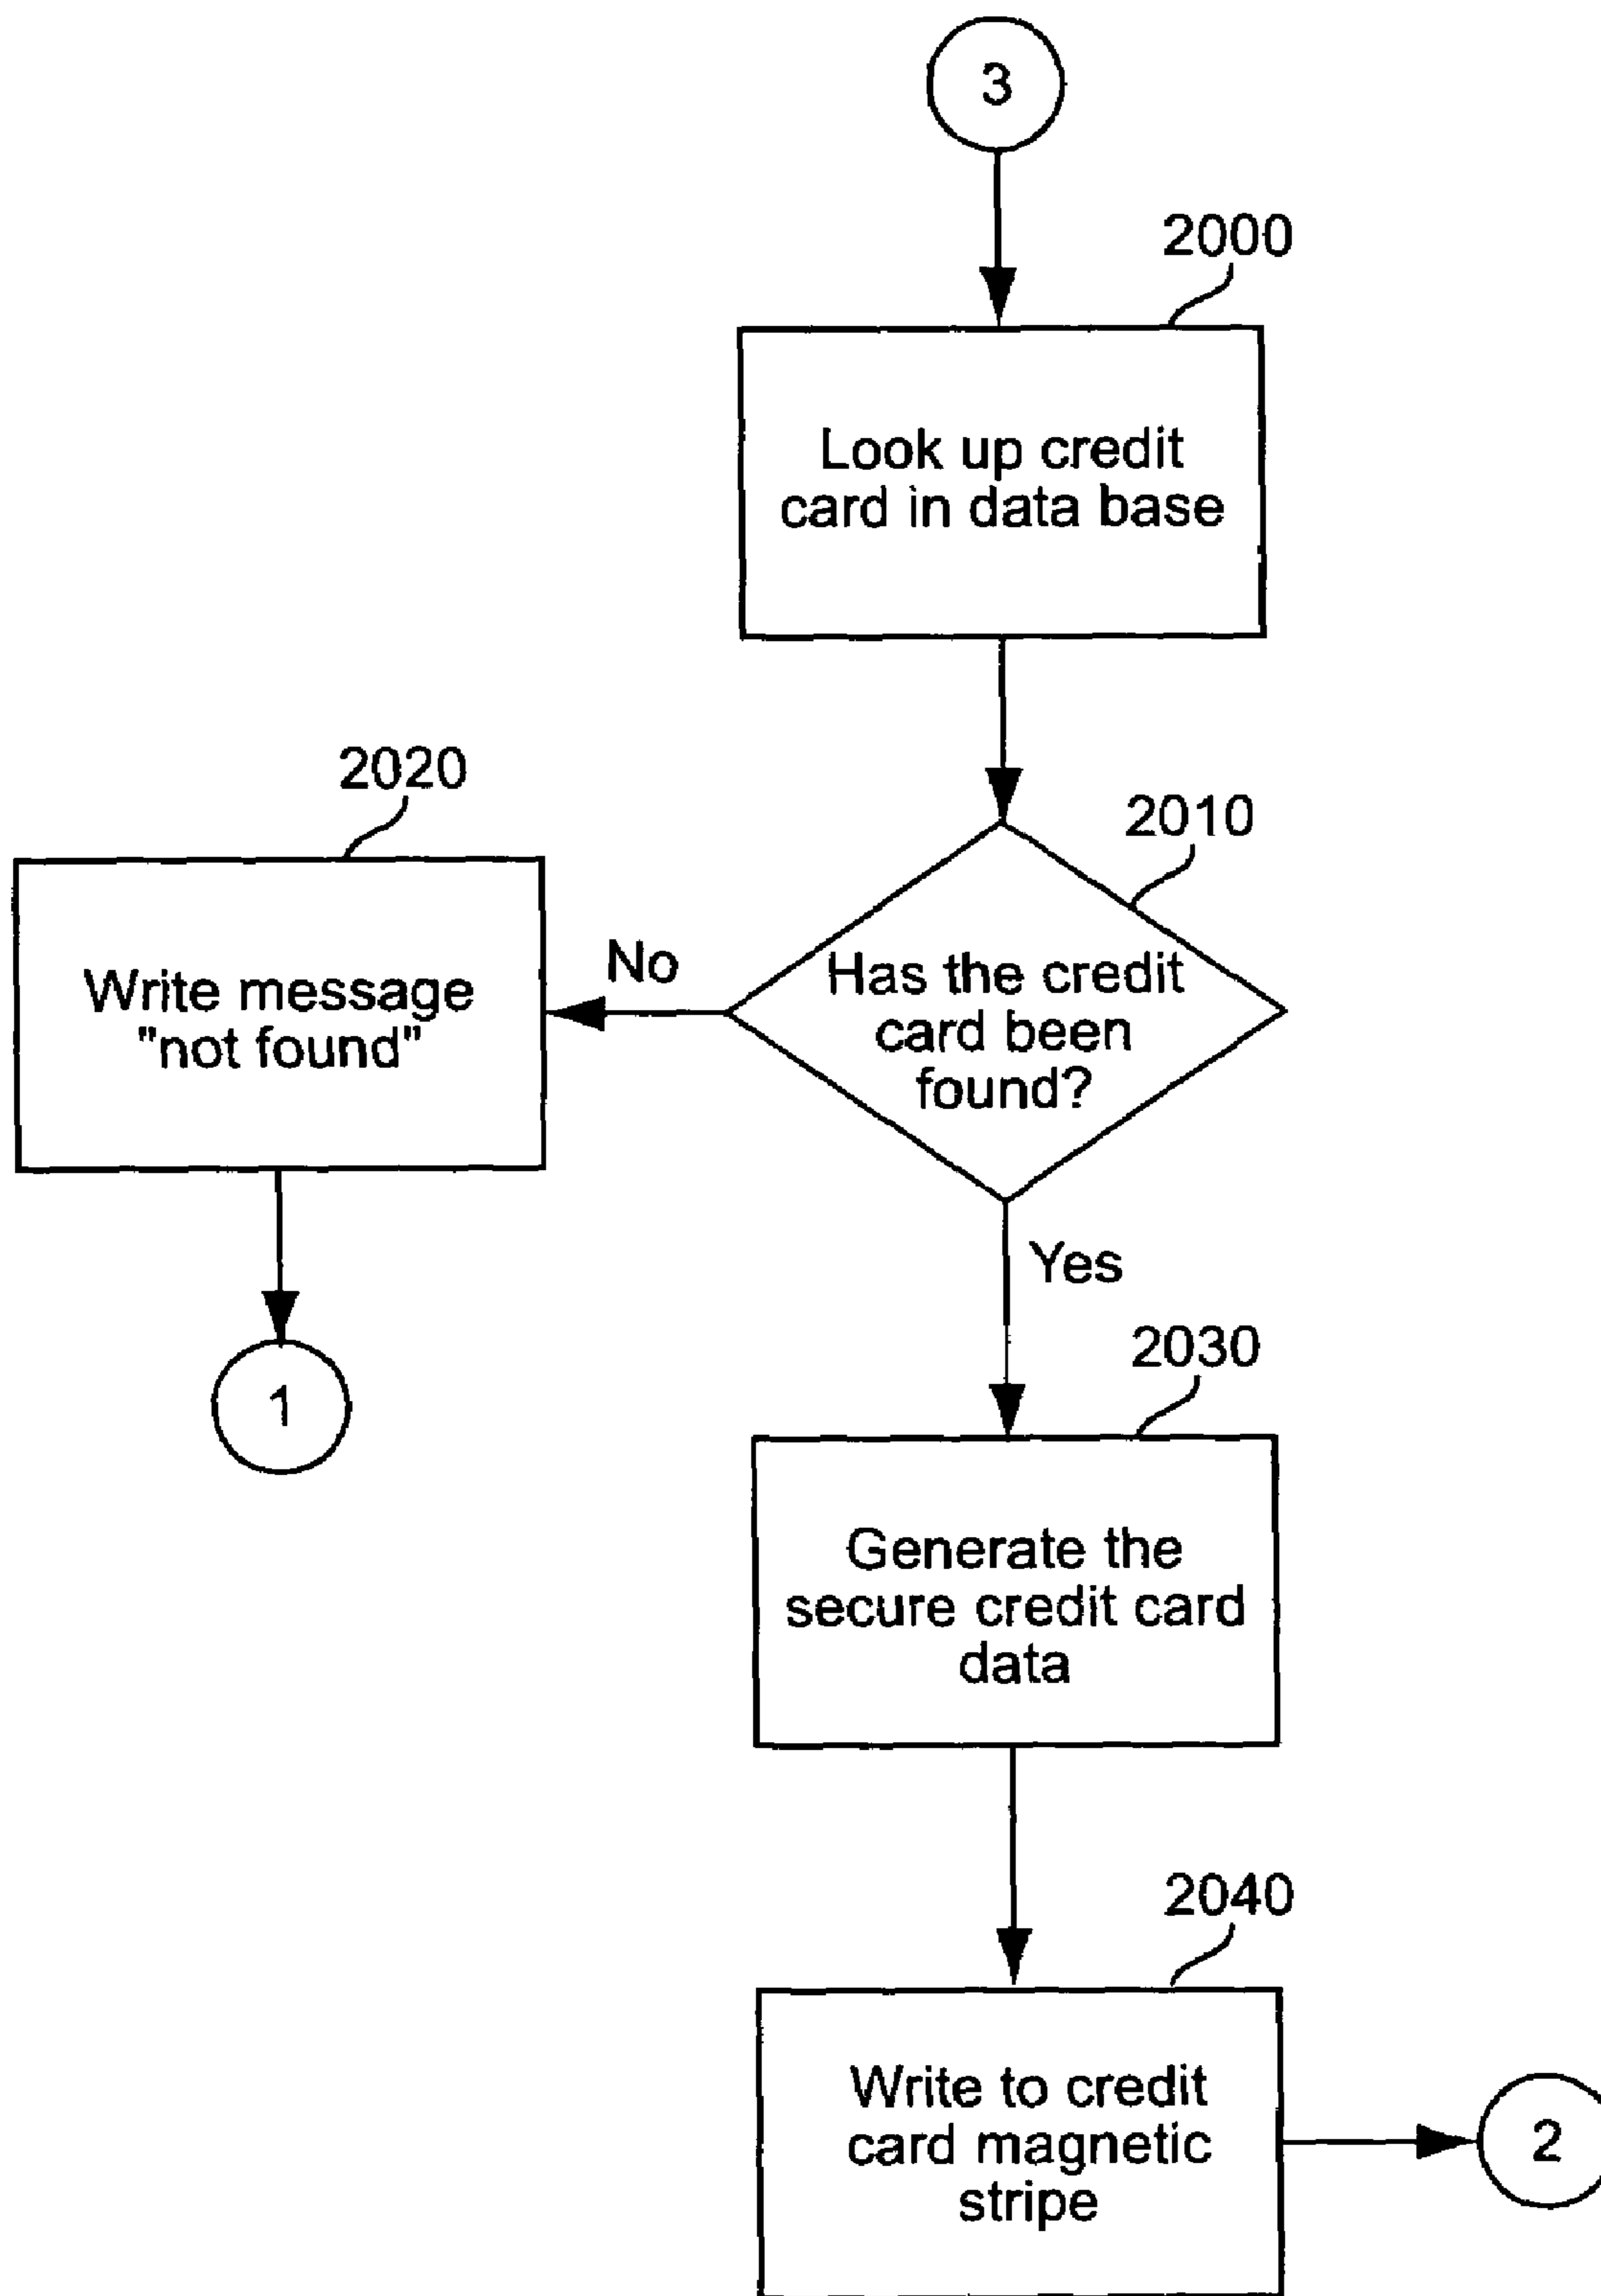 3
2000
Look up credit
card in data base
2020
2010
No
Has the credit
card been
found?
Write message
"not found"
Yes
1
2030
Generate the
secure credit card
data
2040
Write to credit
card magnetic
stripe
2